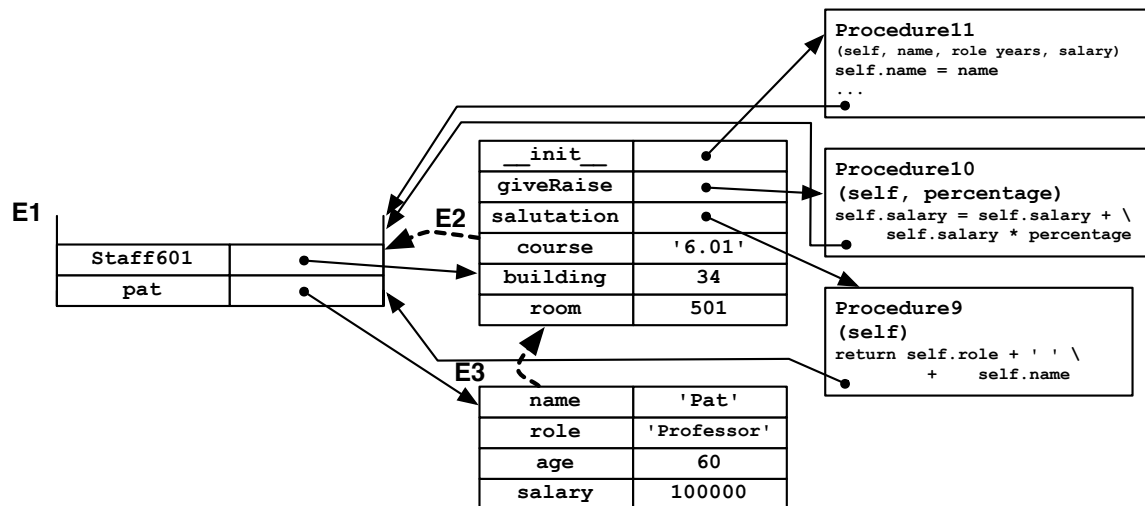 Procedure11
(self, name, role years, salary)
self.name = name
...
__init__
giveRaise
salutation
course '6.01'
building 34
room 501
Procedure10
(self, percentage)
self.salary = self.salary + \
self.salary * percentage
E1
E2
Staff601
pat
Procedure9
(self)
return self.role + ' ' \
+ self.name
E3
name 'Pat'
role 'Professor'
age 60
salary 100000